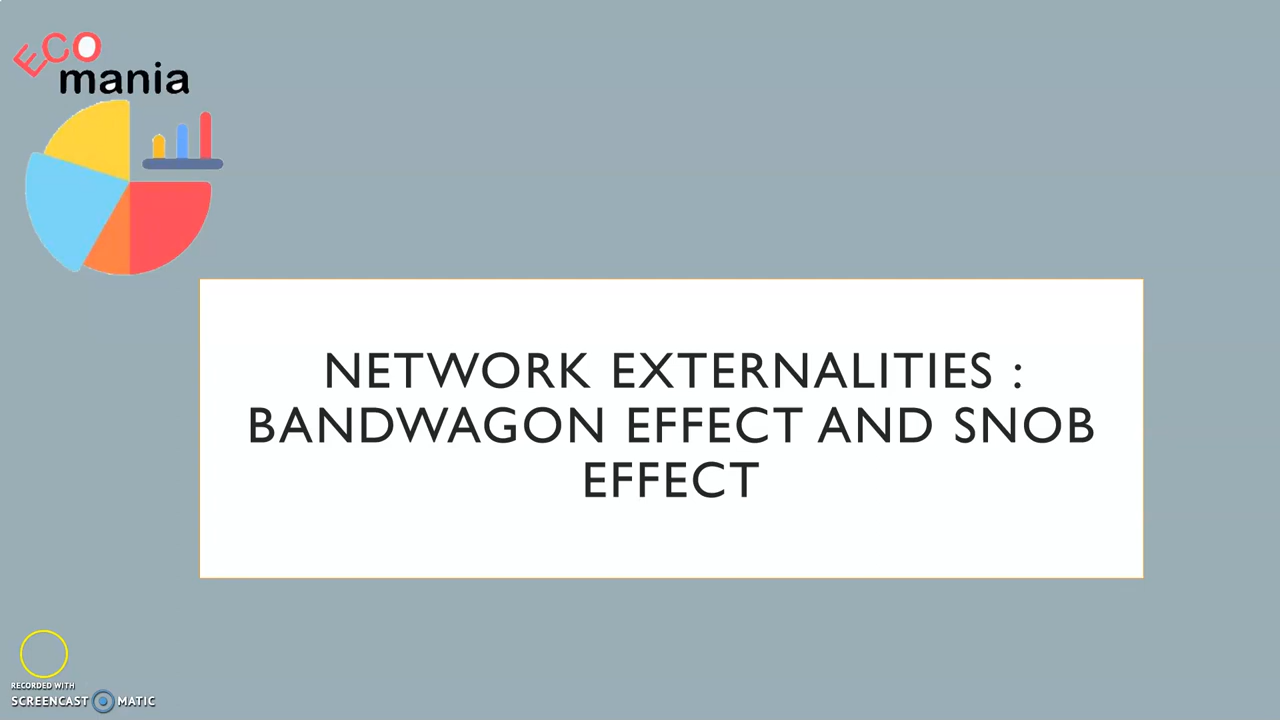 ECO
mania
NETWORK EXTERNALITIES :
BANDWAGON EFFECT AND SNOB
EFFECT
RECORDED WITH
SCREENCAST MATIC